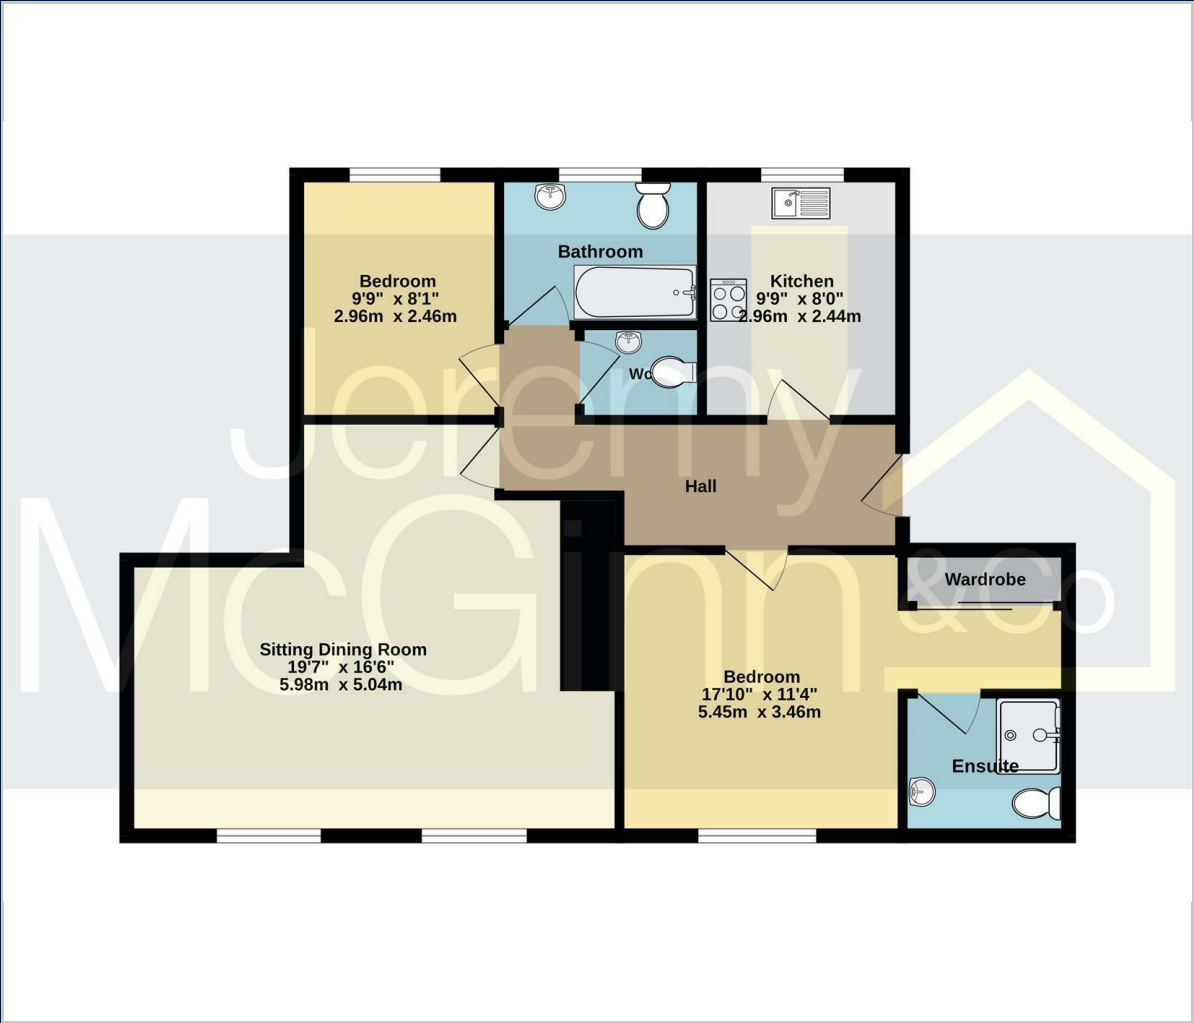 Bedroom
9'9" x 8'1"
2.96m x 2.46m
Bathroom
Kitchen
9'9" x 8'0"
2.96m x 2.44m
Wc
Jeremy
McGinn &Co
Hall
Wardrobe
Sitting Dining Room
19'7" x 16'6"
5.98m x 5.04m
Bedroom
17'10" x 11'4"
5.45m x 3.46m
Ensuite